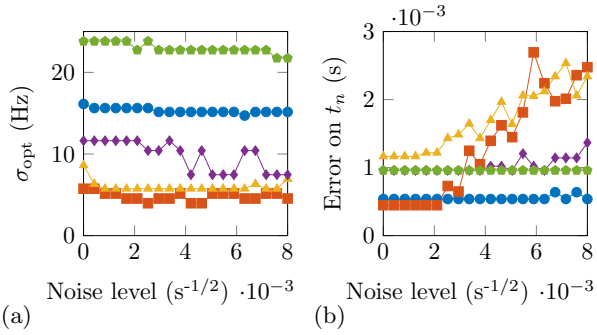 ·10⁻³
20
10
0
σ_opt (Hz)
0 2 4 6 8
Noise level (s^-1/2) ·10⁻³
(a)
3
2
1
0
Error on t_n (s)
0 2 4 6 8
Noise level (s^-1/2) ·10⁻³
(b)